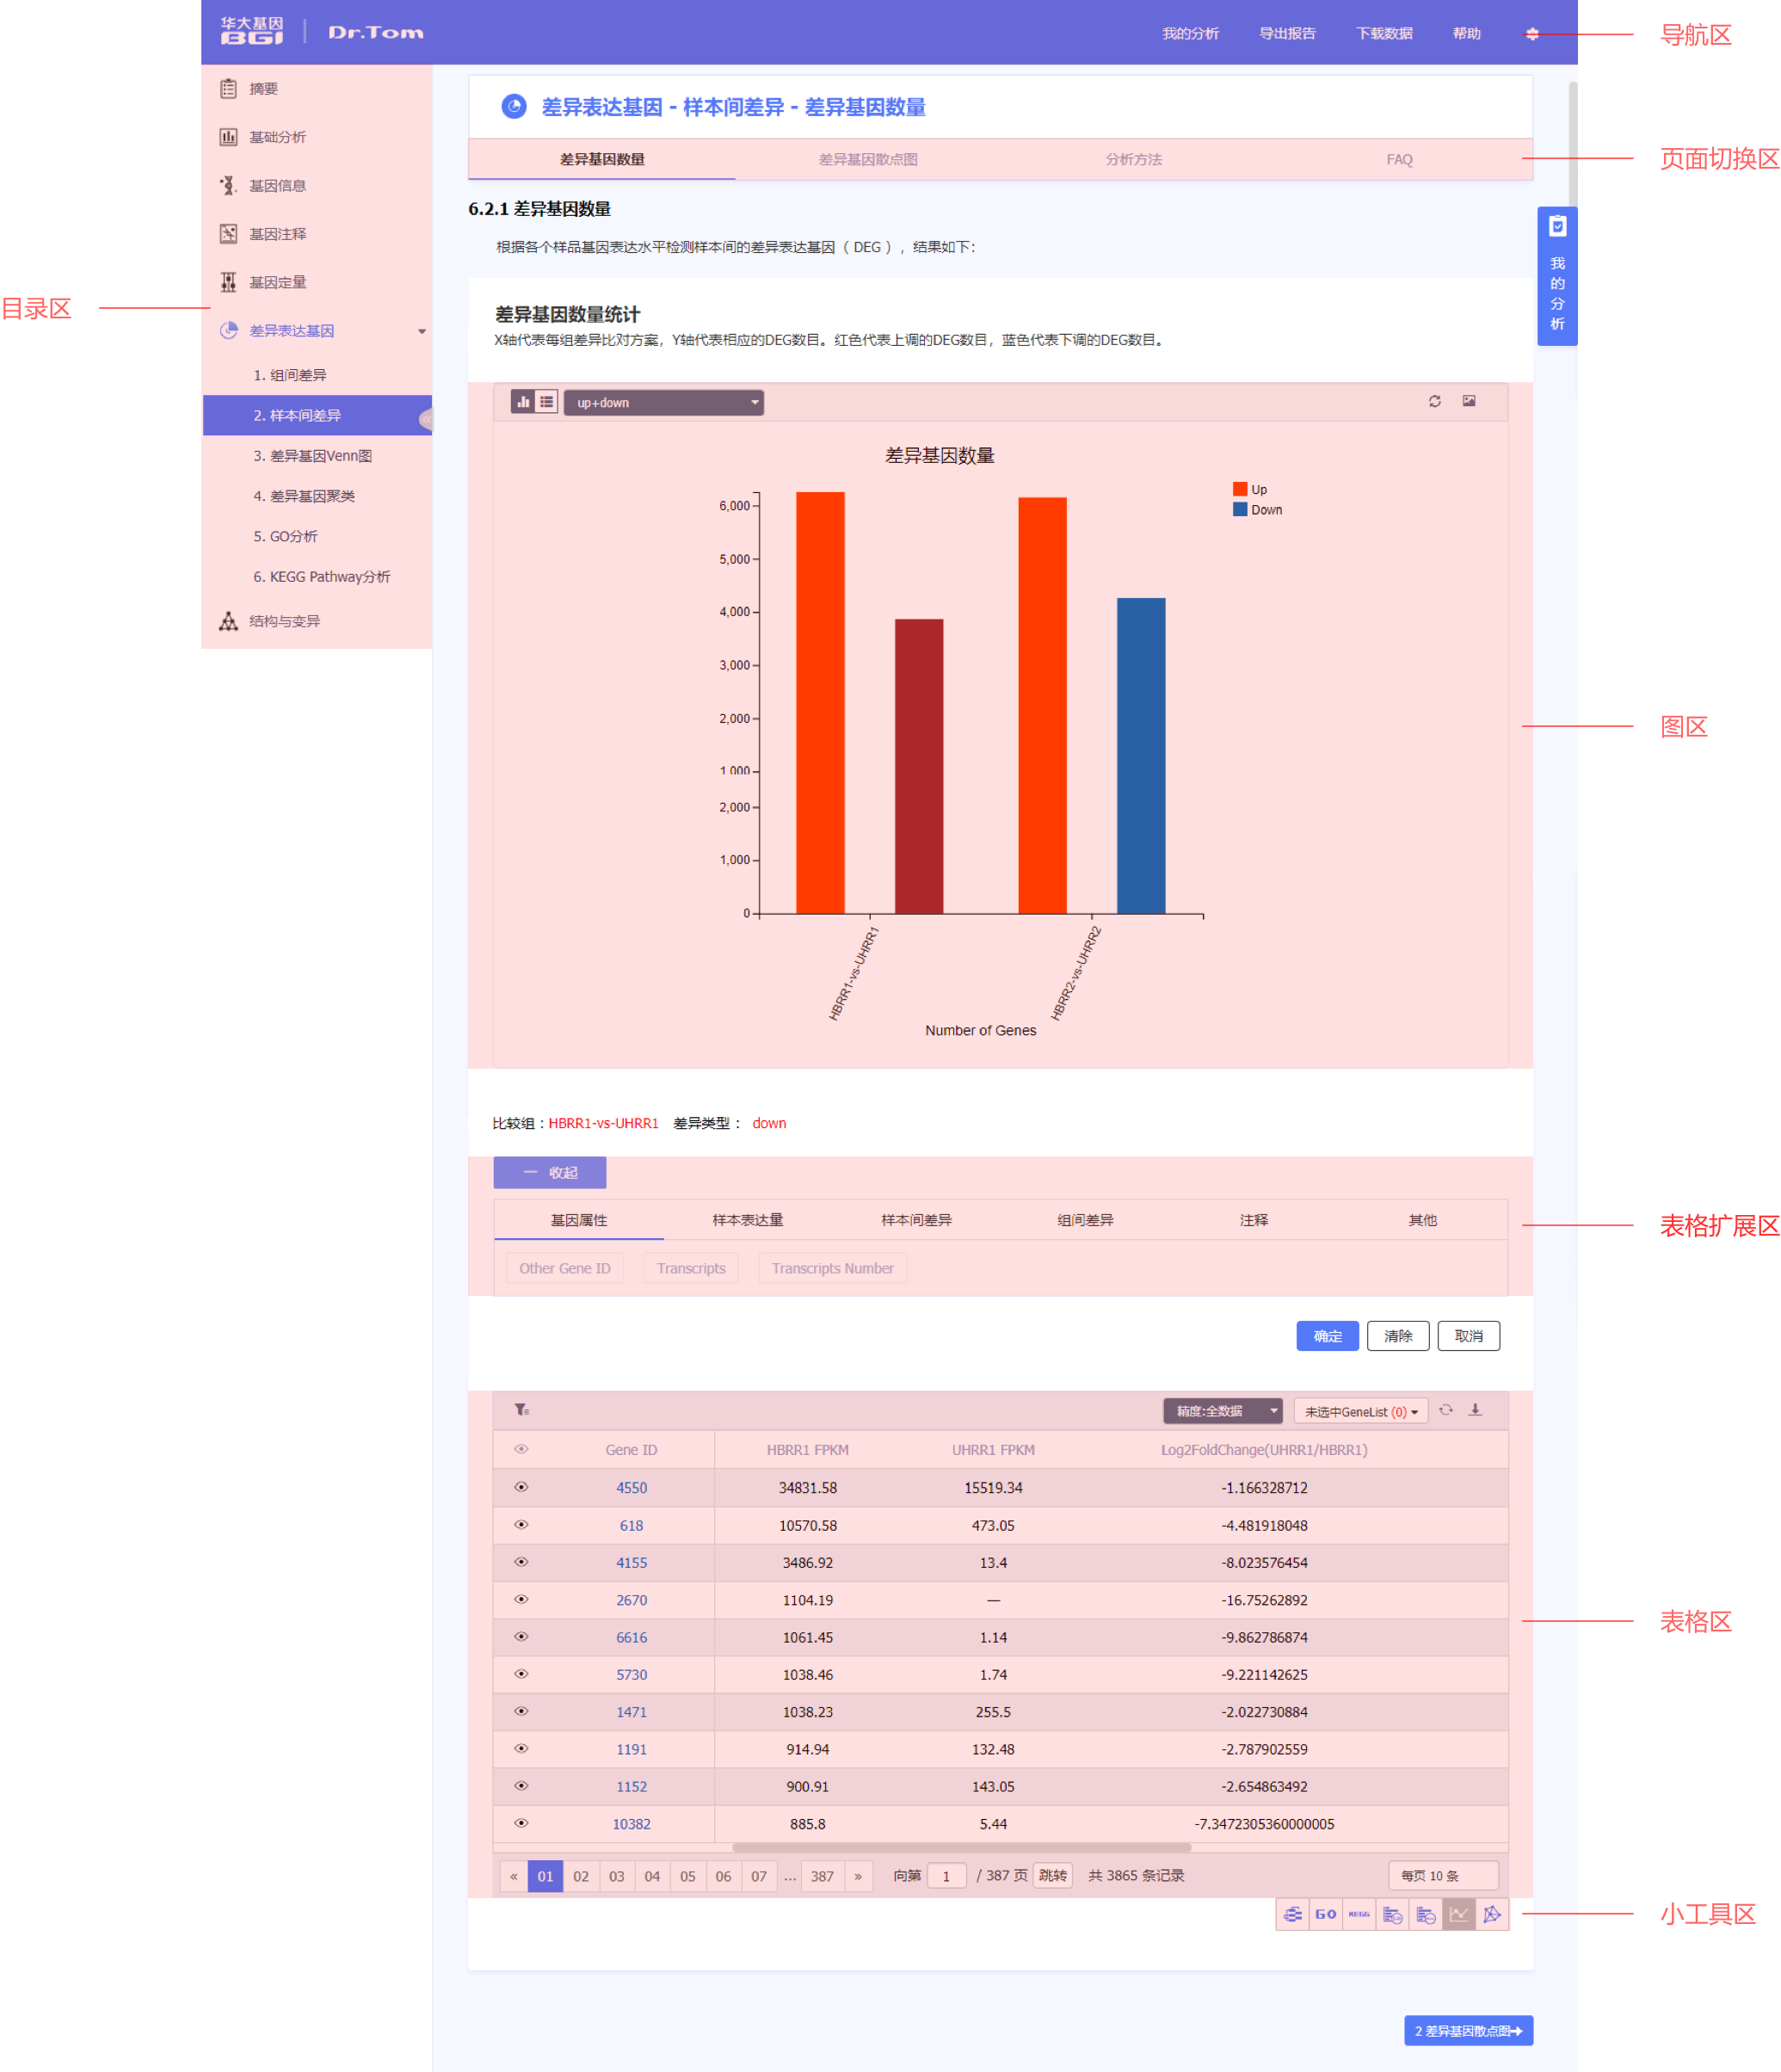 华大基因
BGI
Dr.Tom
我的分析 导出报告 下载数据 帮助
导航区
摘要
基础分析
基因信息
基因注释
基因定量
差异表达基因
1. 组间差异
2. 样本间差异
3. 差异基因Venn图
4. 差异基因聚类
5. GO分析
6. KEGG Pathway分析
结构与变异
目录区
差异表达基因 - 样本间差异 - 差异基因数量
差异基因数量 差异基因散点图 分析方法 FAQ
页面切换区
6.2.1 差异基因数量
根据各个样品基因表达水平检测样本间的差异表达基因（ DEG ），结果如下：
我的分析
差异基因数量统计
X轴代表每组差异比对方案，Y轴代表相应的DEG数目。红色代表上调的DEG数目，蓝色代表下调的DEG数目。
up+down
差异基因数量
Up
Down
6,000
5,000
4,000
3,000
2,000
1,000
2,000
1,000
0
HBRR1-vs-UHRR1
HBRR2-vs-UHRR2
Number of Genes
图区
比较组：HBRR1-vs-UHRR1 差异类型： down
一 收起
基因属性 样本表达量 样本间差异 组间差异 注释 其他
表格扩展区
Other Gene ID Transcripts Transcripts Number
确定 清除 取消
精度:全数据 未选中GeneList (0)
Gene ID HBRR1 FPKM UHRR1 FPKM Log2FoldChange(UHRR1/HBRR1)
4550 34831.58 15519.34 -1.166328712
618 10570.58 473.05 -4.481918048
4155 3486.92 13.4 -8.023576454
2670 1104.19 — -16.75262892
6616 1061.45 1.14 -9.862786874
5730 1038.46 1.74 -9.221142625
1471 1038.23 255.5 -2.022730884
1191 914.94 132.48 -2.787902559
1152 900.91 143.05 -2.654863492
10382 885.8 5.44 -7.3472305360000005
表格区
« 01 02 03 04 05 06 07 ... 387 » 向第 1 / 387 页 跳转 共 3865 条记录 每页 10 条
GO KEGG
小工具区
2 差异基因散点图